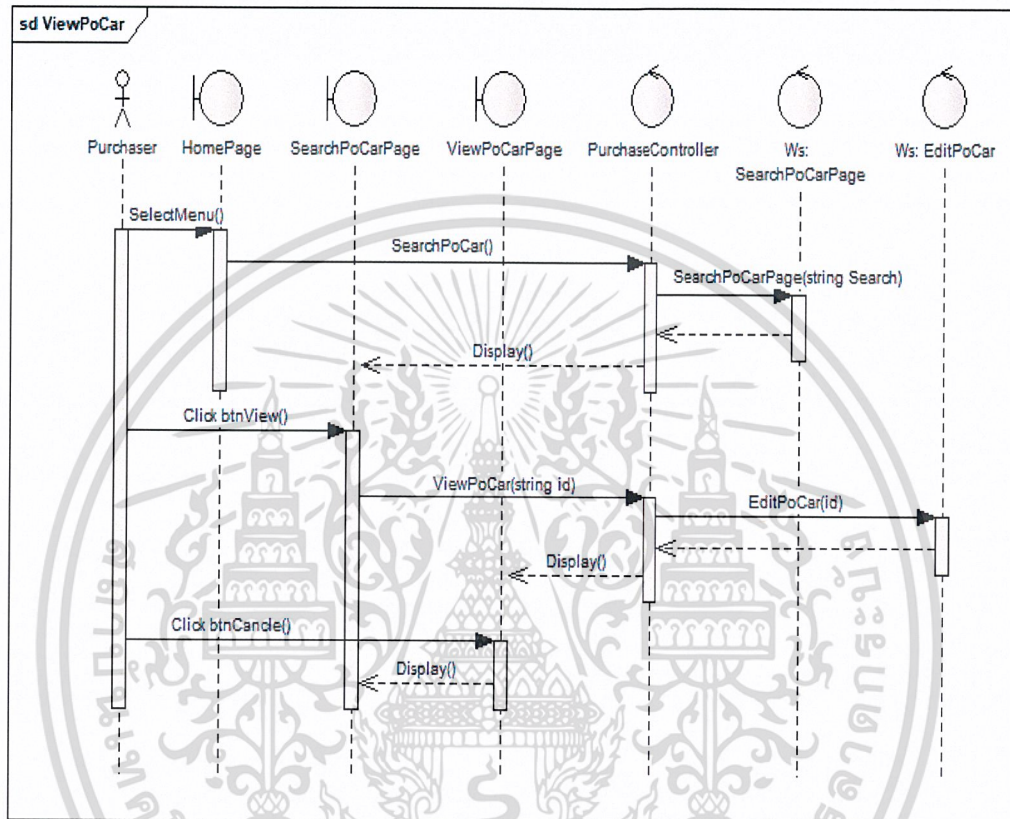 sd ViewPoCar
Purchaser
HomePage
SearchPoCarPage
ViewPoCarPage
PurchaseController
Ws:
SearchPoCarPage
Ws: EditPoCar
SelectMenu()
SearchPoCar()
SearchPoCarPage(string Search)
Display()
Click btnView()
ViewPoCar(string id)
EditPoCar(id)
Display()
Click btnCancle()
Display()